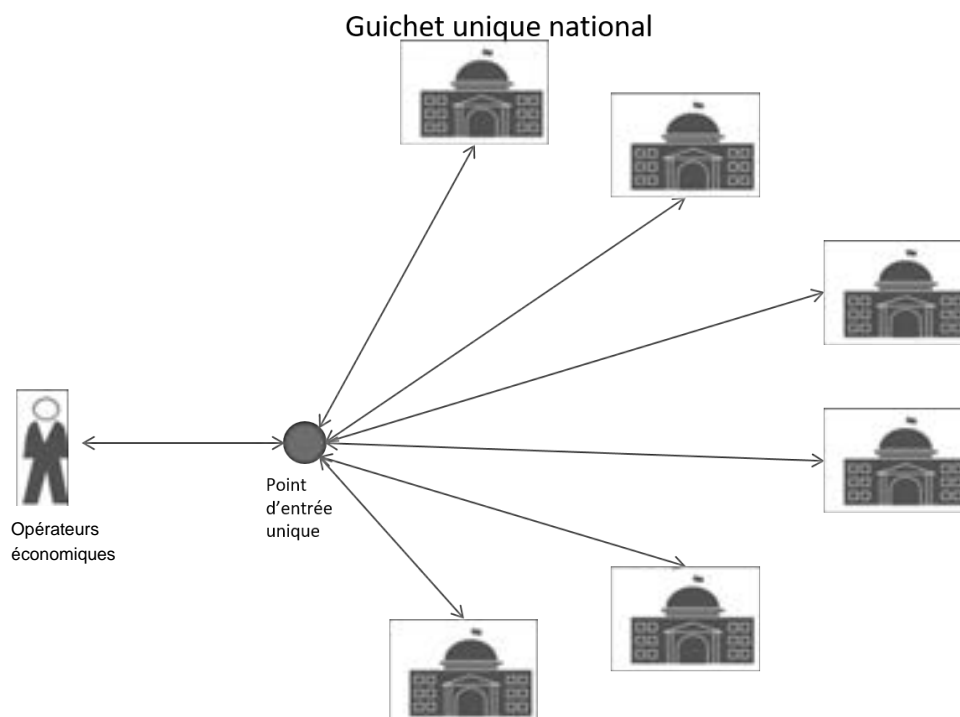 Guichet unique national
Point
d'entrée
unique
Opérateurs
économiques